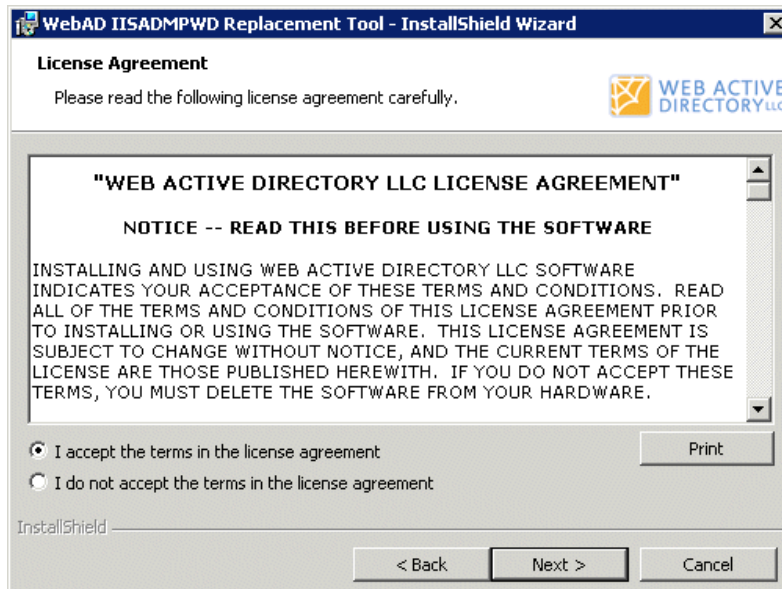 WebAD IISADMPWD Replacement Tool - InstallShield Wizard
License Agreement
Please read the following license agreement carefully.
WEB ACTIVE
DIRECTORY LLC
"WEB ACTIVE DIRECTORY LLC LICENSE AGREEMENT"
NOTICE -- READ THIS BEFORE USING THE SOFTWARE
INSTALLING AND USING WEB ACTIVE DIRECTORY LLC SOFTWARE
INDICATES YOUR ACCEPTANCE OF THESE TERMS AND CONDITIONS.  READ
ALL OF THE TERMS AND CONDITIONS OF THIS LICENSE AGREEMENT PRIOR
TO INSTALLING OR USING THE SOFTWARE.  THIS LICENSE AGREEMENT IS
SUBJECT TO CHANGE WITHOUT NOTICE, AND THE CURRENT TERMS OF THE
LICENSE ARE THOSE PUBLISHED HEREWITH.  IF YOU DO NOT ACCEPT THESE
TERMS, YOU MUST DELETE THE SOFTWARE FROM YOUR HARDWARE.
I accept the terms in the license agreement
Print
I do not accept the terms in the license agreement
InstallShield
< Back
Next >
Cancel